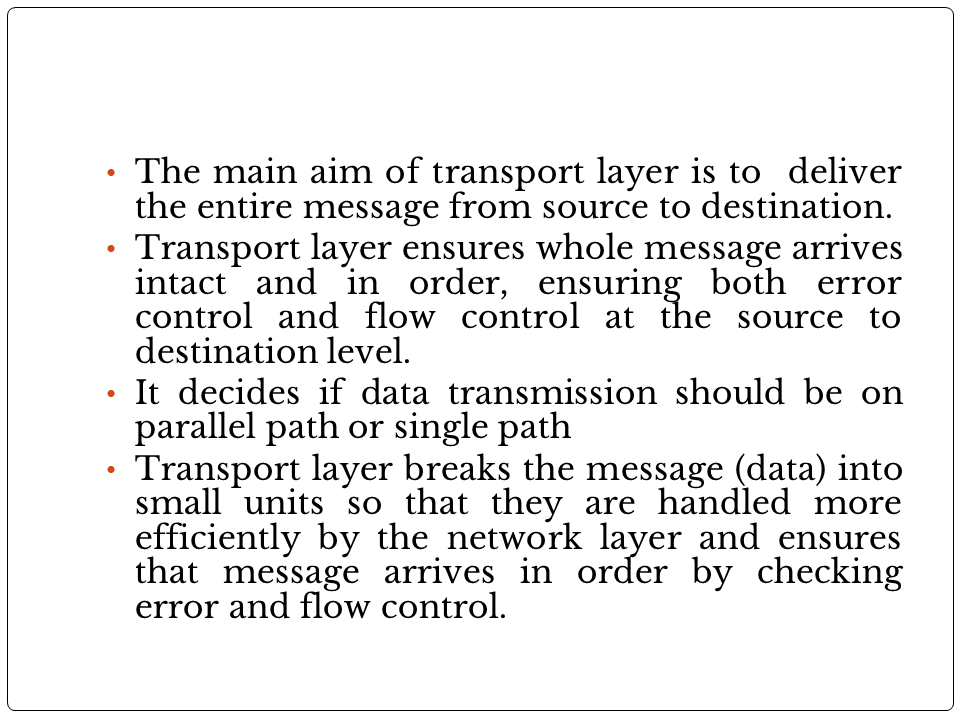 • The main aim of transport layer is to  deliver
the entire message from source to destination.
• Transport layer ensures whole message arrives
intact and in order, ensuring both error
control and flow control at the source to
destination level.
• It decides if data transmission should be on
parallel path or single path
• Transport layer breaks the message (data) into
small units so that they are handled more
efficiently by the network layer and ensures
that message arrives in order by checking
error and flow control.